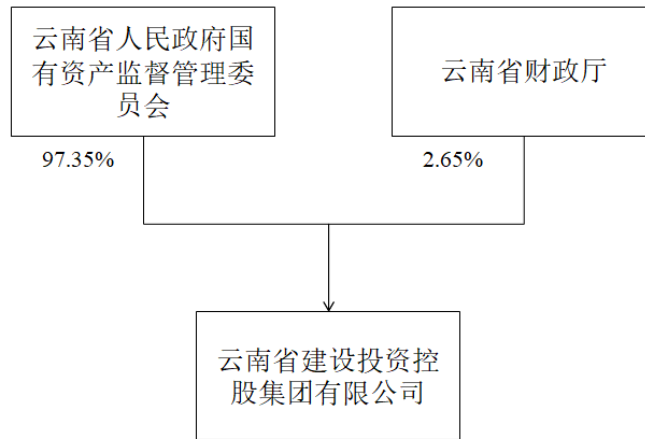 云南省人民政府国
有资产监督管理委
员会
云南省财政厅
97.35%
2.65%
云南省建设投资控
股集团有限公司